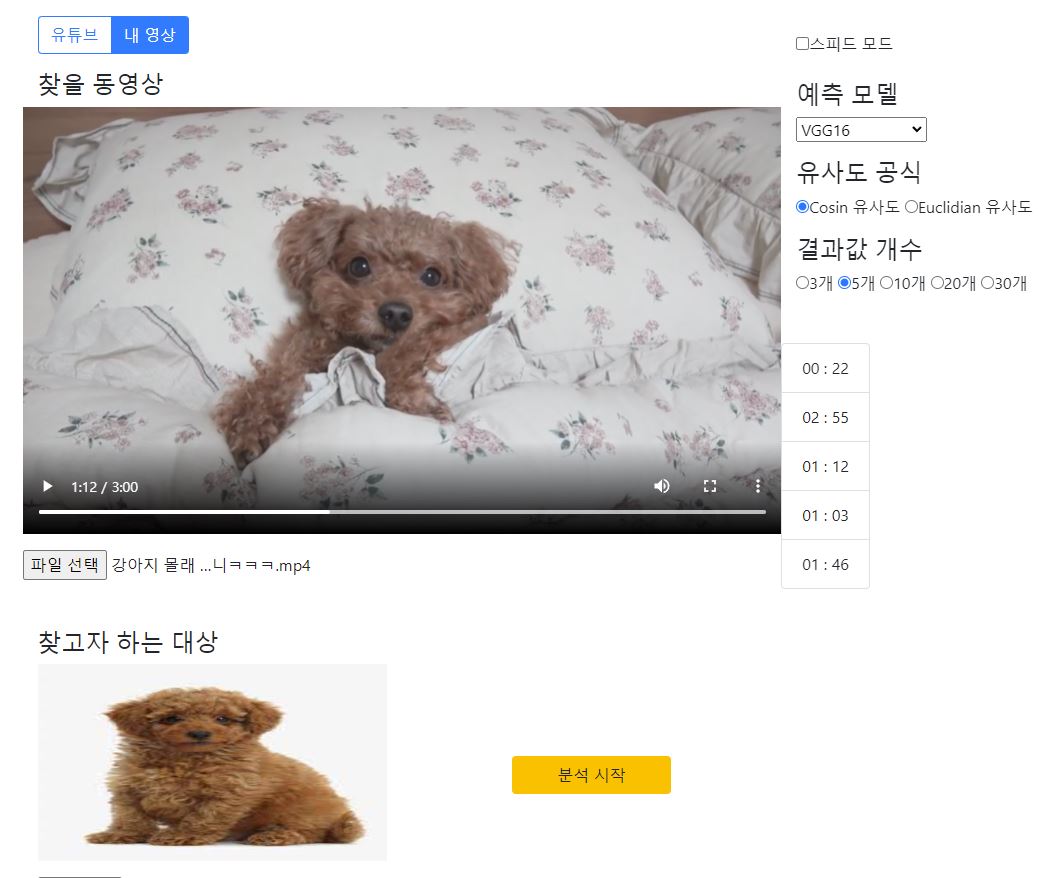 유튜브 내 영상
찾을 동영상
1:12 / 3:00
파일 선택 강아지 몰래 ...니ㅋㅋㅋ.mp4
찾고자 하는 대상
분석 시작
스피드 모드
예측 모델
VGG16
유사도 공식
Cosin 유사도 Euclidian 유사도
결과값 개수
3개 5개 10개 20개 30개
00 : 22
02 : 55
01 : 12
01 : 03
01 : 46